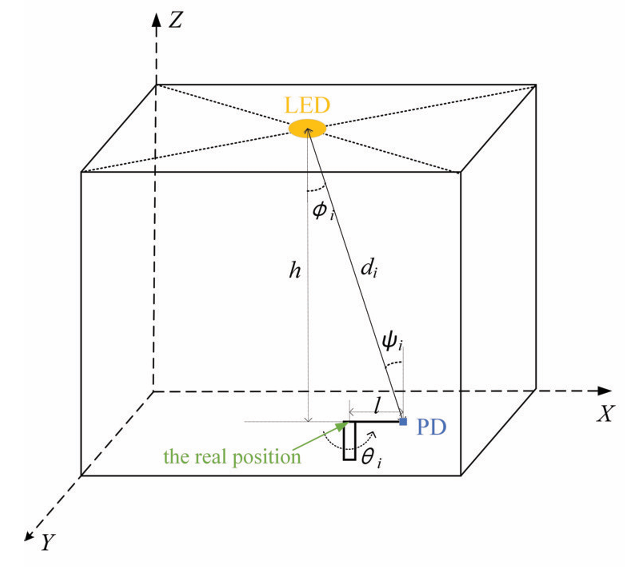 Z
LED
ϕi
h
di
ψi
l
PD
X
the real position
θi
Y